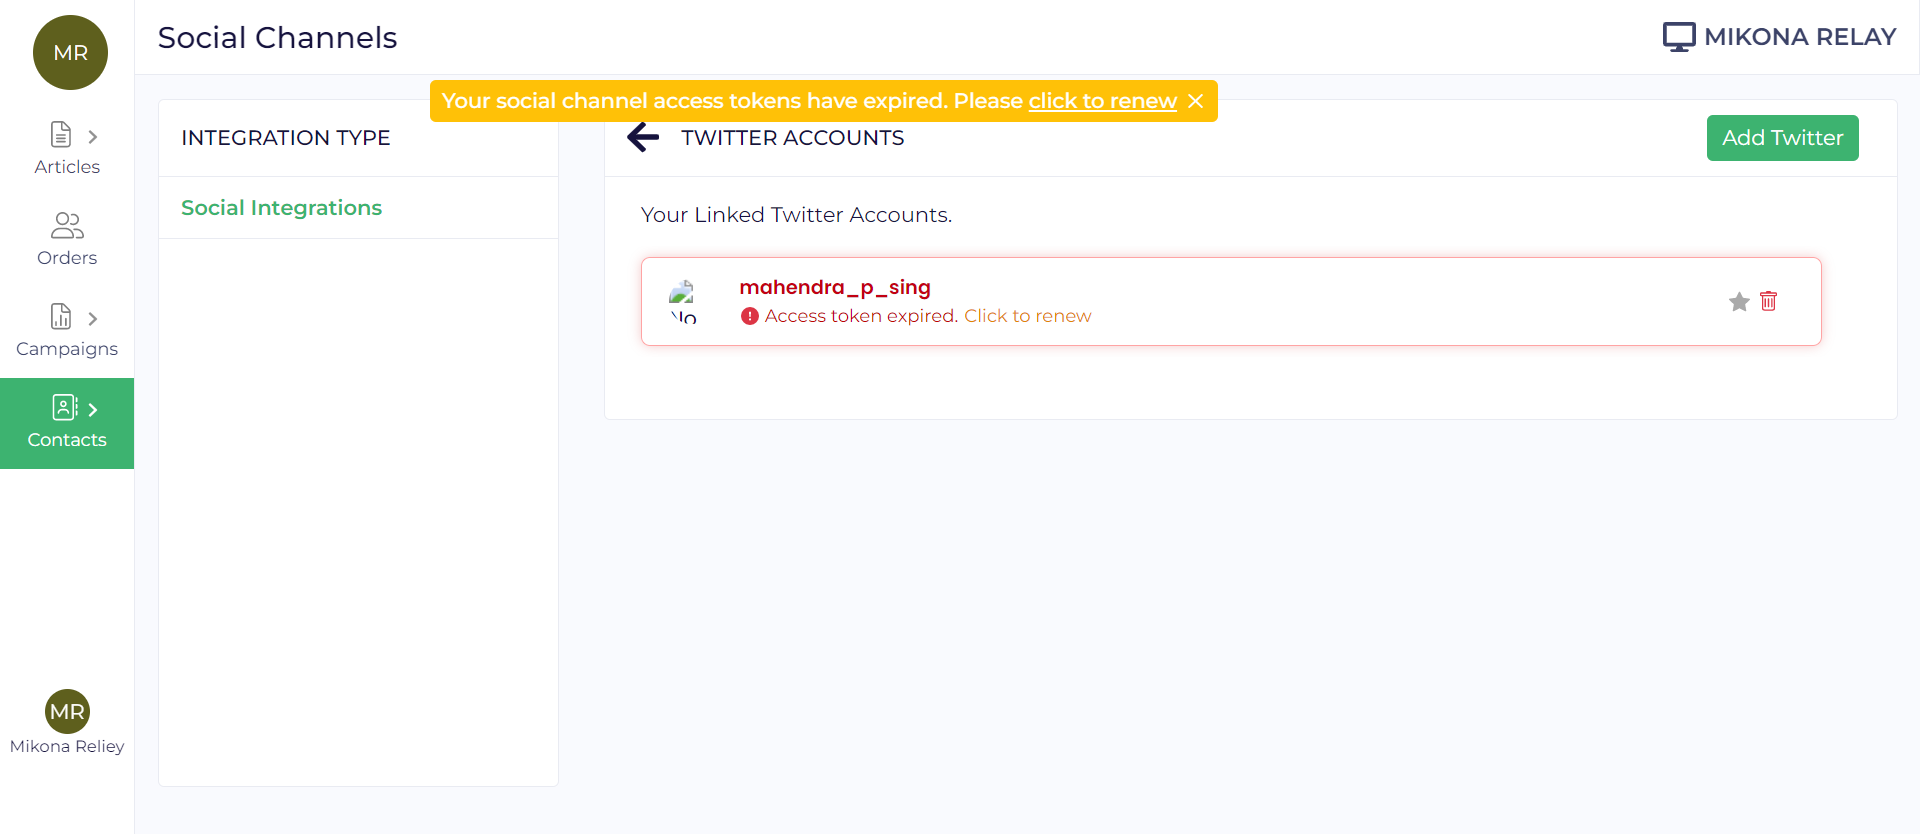 MR
Articles
Orders
Campaigns
Contacts
MR
Mikona Reliey
Social Channels
MIKONA RELAY
Your social channel access tokens have expired. Please click to renew
INTEGRATION TYPE
Social Integrations
TWITTER ACCOUNTS
Add Twitter
Your Linked Twitter Accounts.
mahendra_p_sing
Access token expired. Click to renew